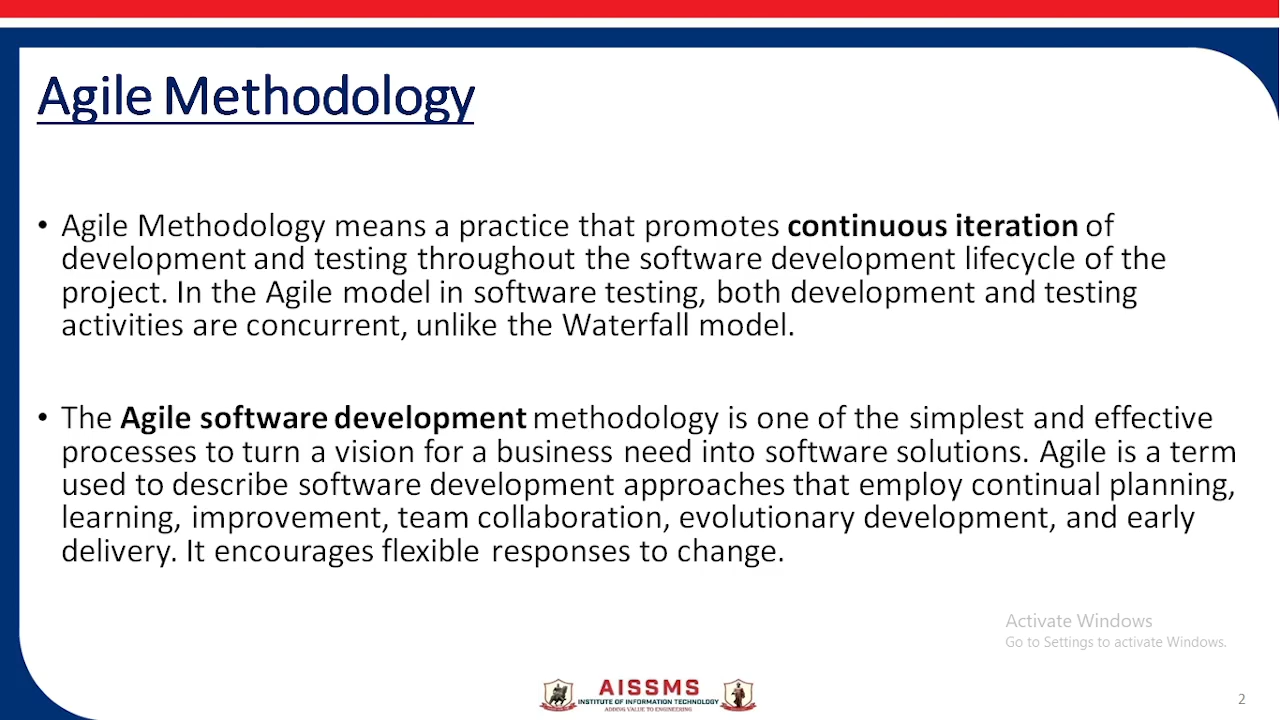 Agile Methodology
• Agile Methodology means a practice that promotes continuous iteration of
development and testing throughout the software development lifecycle of the
project. In the Agile model in software testing, both development and testing
activities are concurrent, unlike the Waterfall model.
• The Agile software development methodology is one of the simplest and effective
processes to turn a vision for a business need into software solutions. Agile is a term
used to describe software development approaches that employ continual planning,
learning, improvement, team collaboration, evolutionary development, and early
delivery. It encourages flexible responses to change.
Activate Windows
Go to Settings to activate Windows.
AISSMS
INSTITUTE OF INFORMATION TECHNOLOGY
ADDING VALUE TO ENGINEERING
2